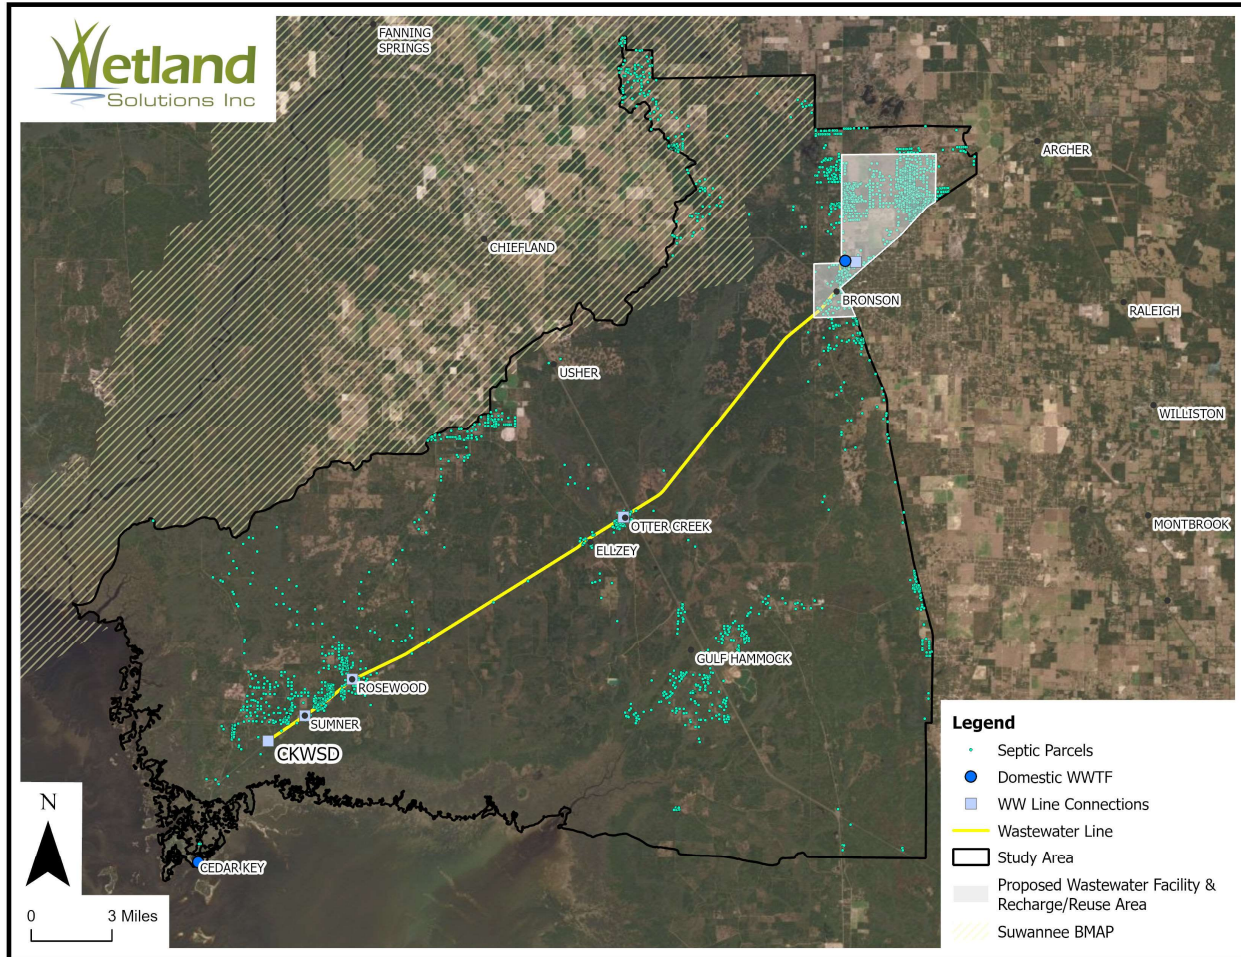 Wetland
Solutions Inc
FANNING
SPRINGS
ARCHER
CHIEFLAND
BRONSON
RALEIGH
USHER
WILLISTON
OTTER CREEK
MONTBROOK
ELLZEY
GULF HAMMOCK
ROSEWOOD
SUMNER
CKWSD
CEDAR KEY
N
0 3 Miles
Legend
Septic Parcels
Domestic WWTF
WW Line Connections
Wastewater Line
Study Area
Proposed Wastewater Facility &
Recharge/Reuse Area
Suwannee BMAP